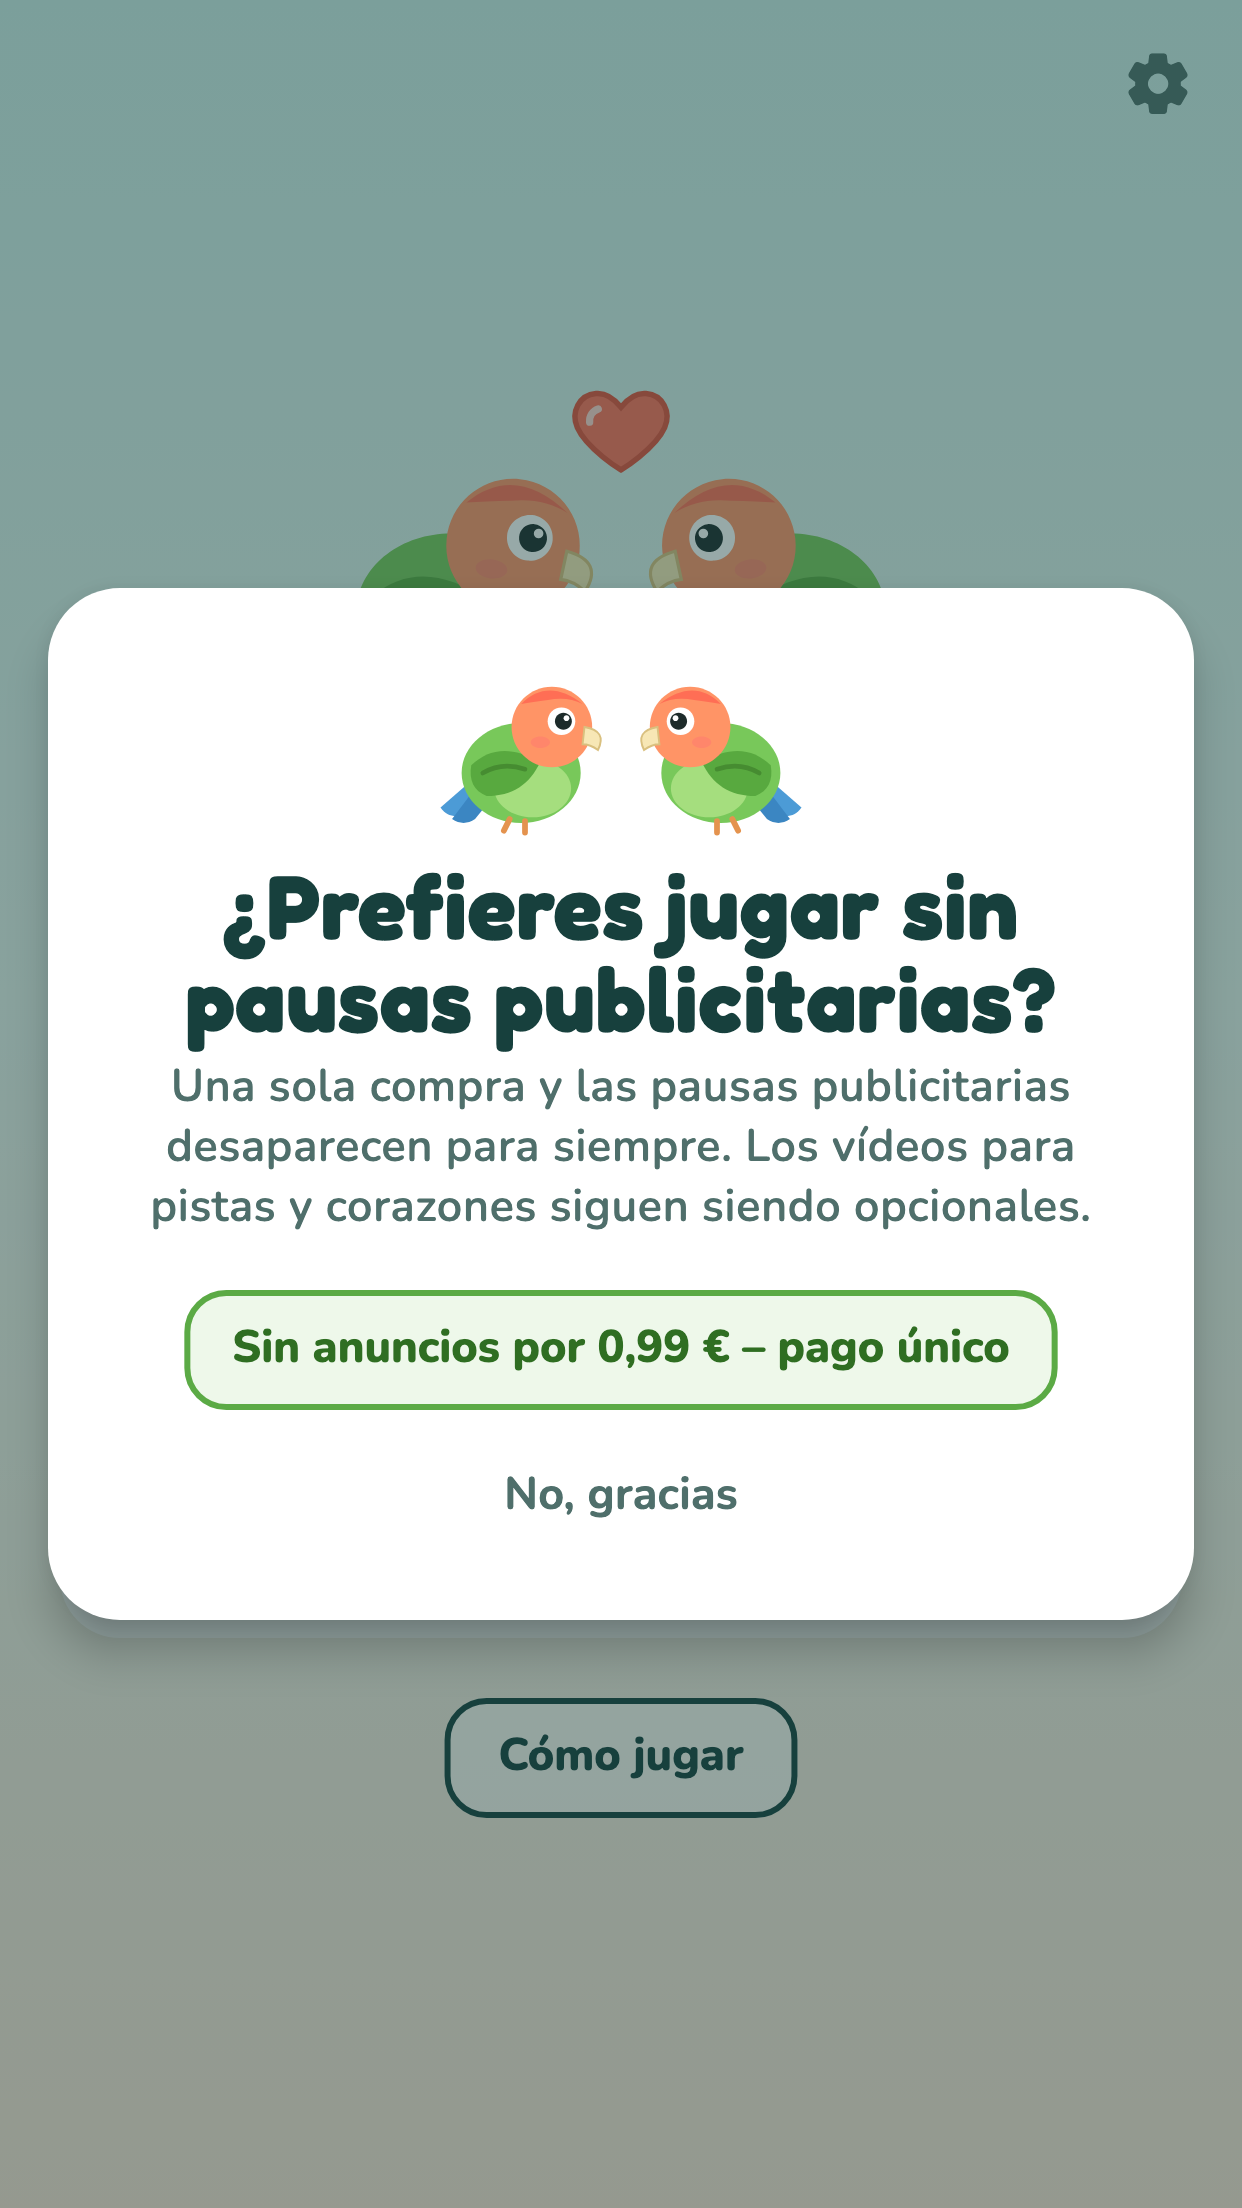 ¿Prefieres jugar sin
pausas publicitarias?
Una sola compra y las pausas publicitarias
desaparecen para siempre. Los vídeos para
pistas y corazones siguen siendo opcionales.
Sin anuncios por 0,99 € – pago único
No, gracias
Cómo jugar